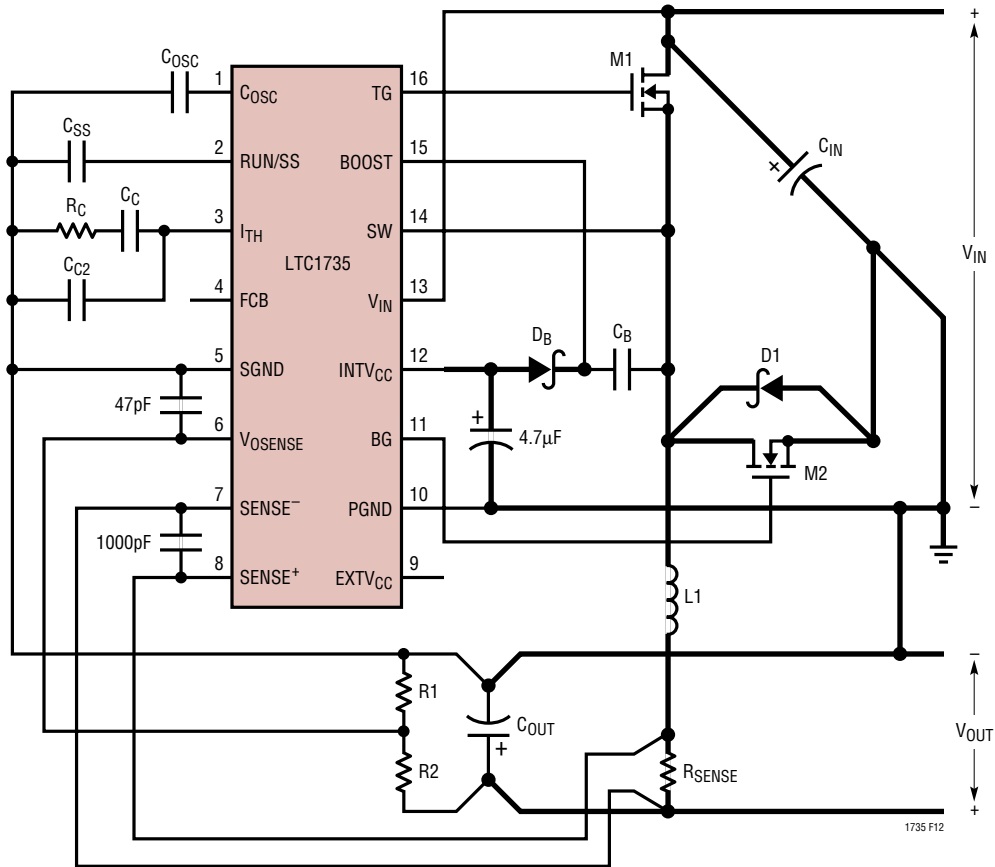 +
M1
C_OSC
1
C_OSC
TG
16
C_SS
2
RUN/SS
BOOST
15
C_IN
+
R_C
C_C
3
I_TH
SW
14
LTC1735
V_IN
C_C2
4
FCB
V_IN
13
D_B
C_B
D1
5
SGND
INTV_CC
12
47pF
+
4.7µF
6
V_OSENSE
BG
11
M2
7
SENSE⁻
PGND
10
−
1000pF
8
SENSE⁺
EXTV_CC
9
L1
−
R1
C_OUT
V_OUT
+
R2
R_SENSE
+
1735 F12